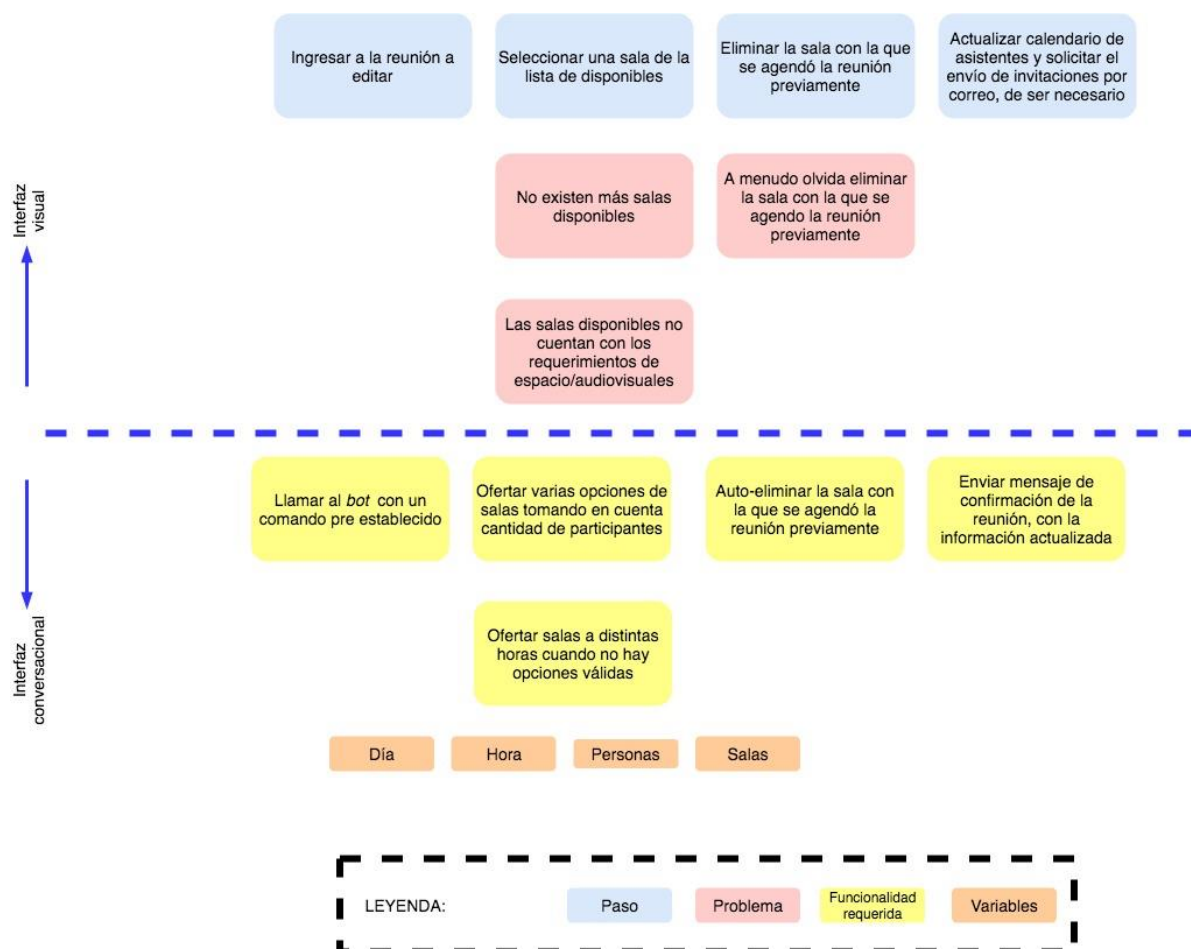 Ingresar a la reunión a
editar
Seleccionar una sala de la
lista de disponibles
Eliminar la sala con la que
se agendó la reunión
previamente
Actualizar calendario de
asistentes y solicitar el
envío de invitaciones por
correo, de ser necesario
No existen más salas
disponibles
A menudo olvida eliminar
la sala con la que se
agendo la reunión
previamente
Interfaz
visual
Las salas disponibles no
cuentan con los
requerimientos de
espacio/audiovisuales
Llamar al bot con un
comando pre establecido
Ofertar varias opciones de
salas tomando en cuenta
cantidad de participantes
Auto-eliminar la sala con
la que se agendó la
reunión previamente
Enviar mensaje de
confirmación de la
reunión, con la
información actualizada
Interfaz
conversacional
Ofertar salas a distintas
horas cuando no hay
opciones válidas
Día
Hora
Personas
Salas
LEYENDA:
Paso
Problema
Funcionalidad
requerida
Variables